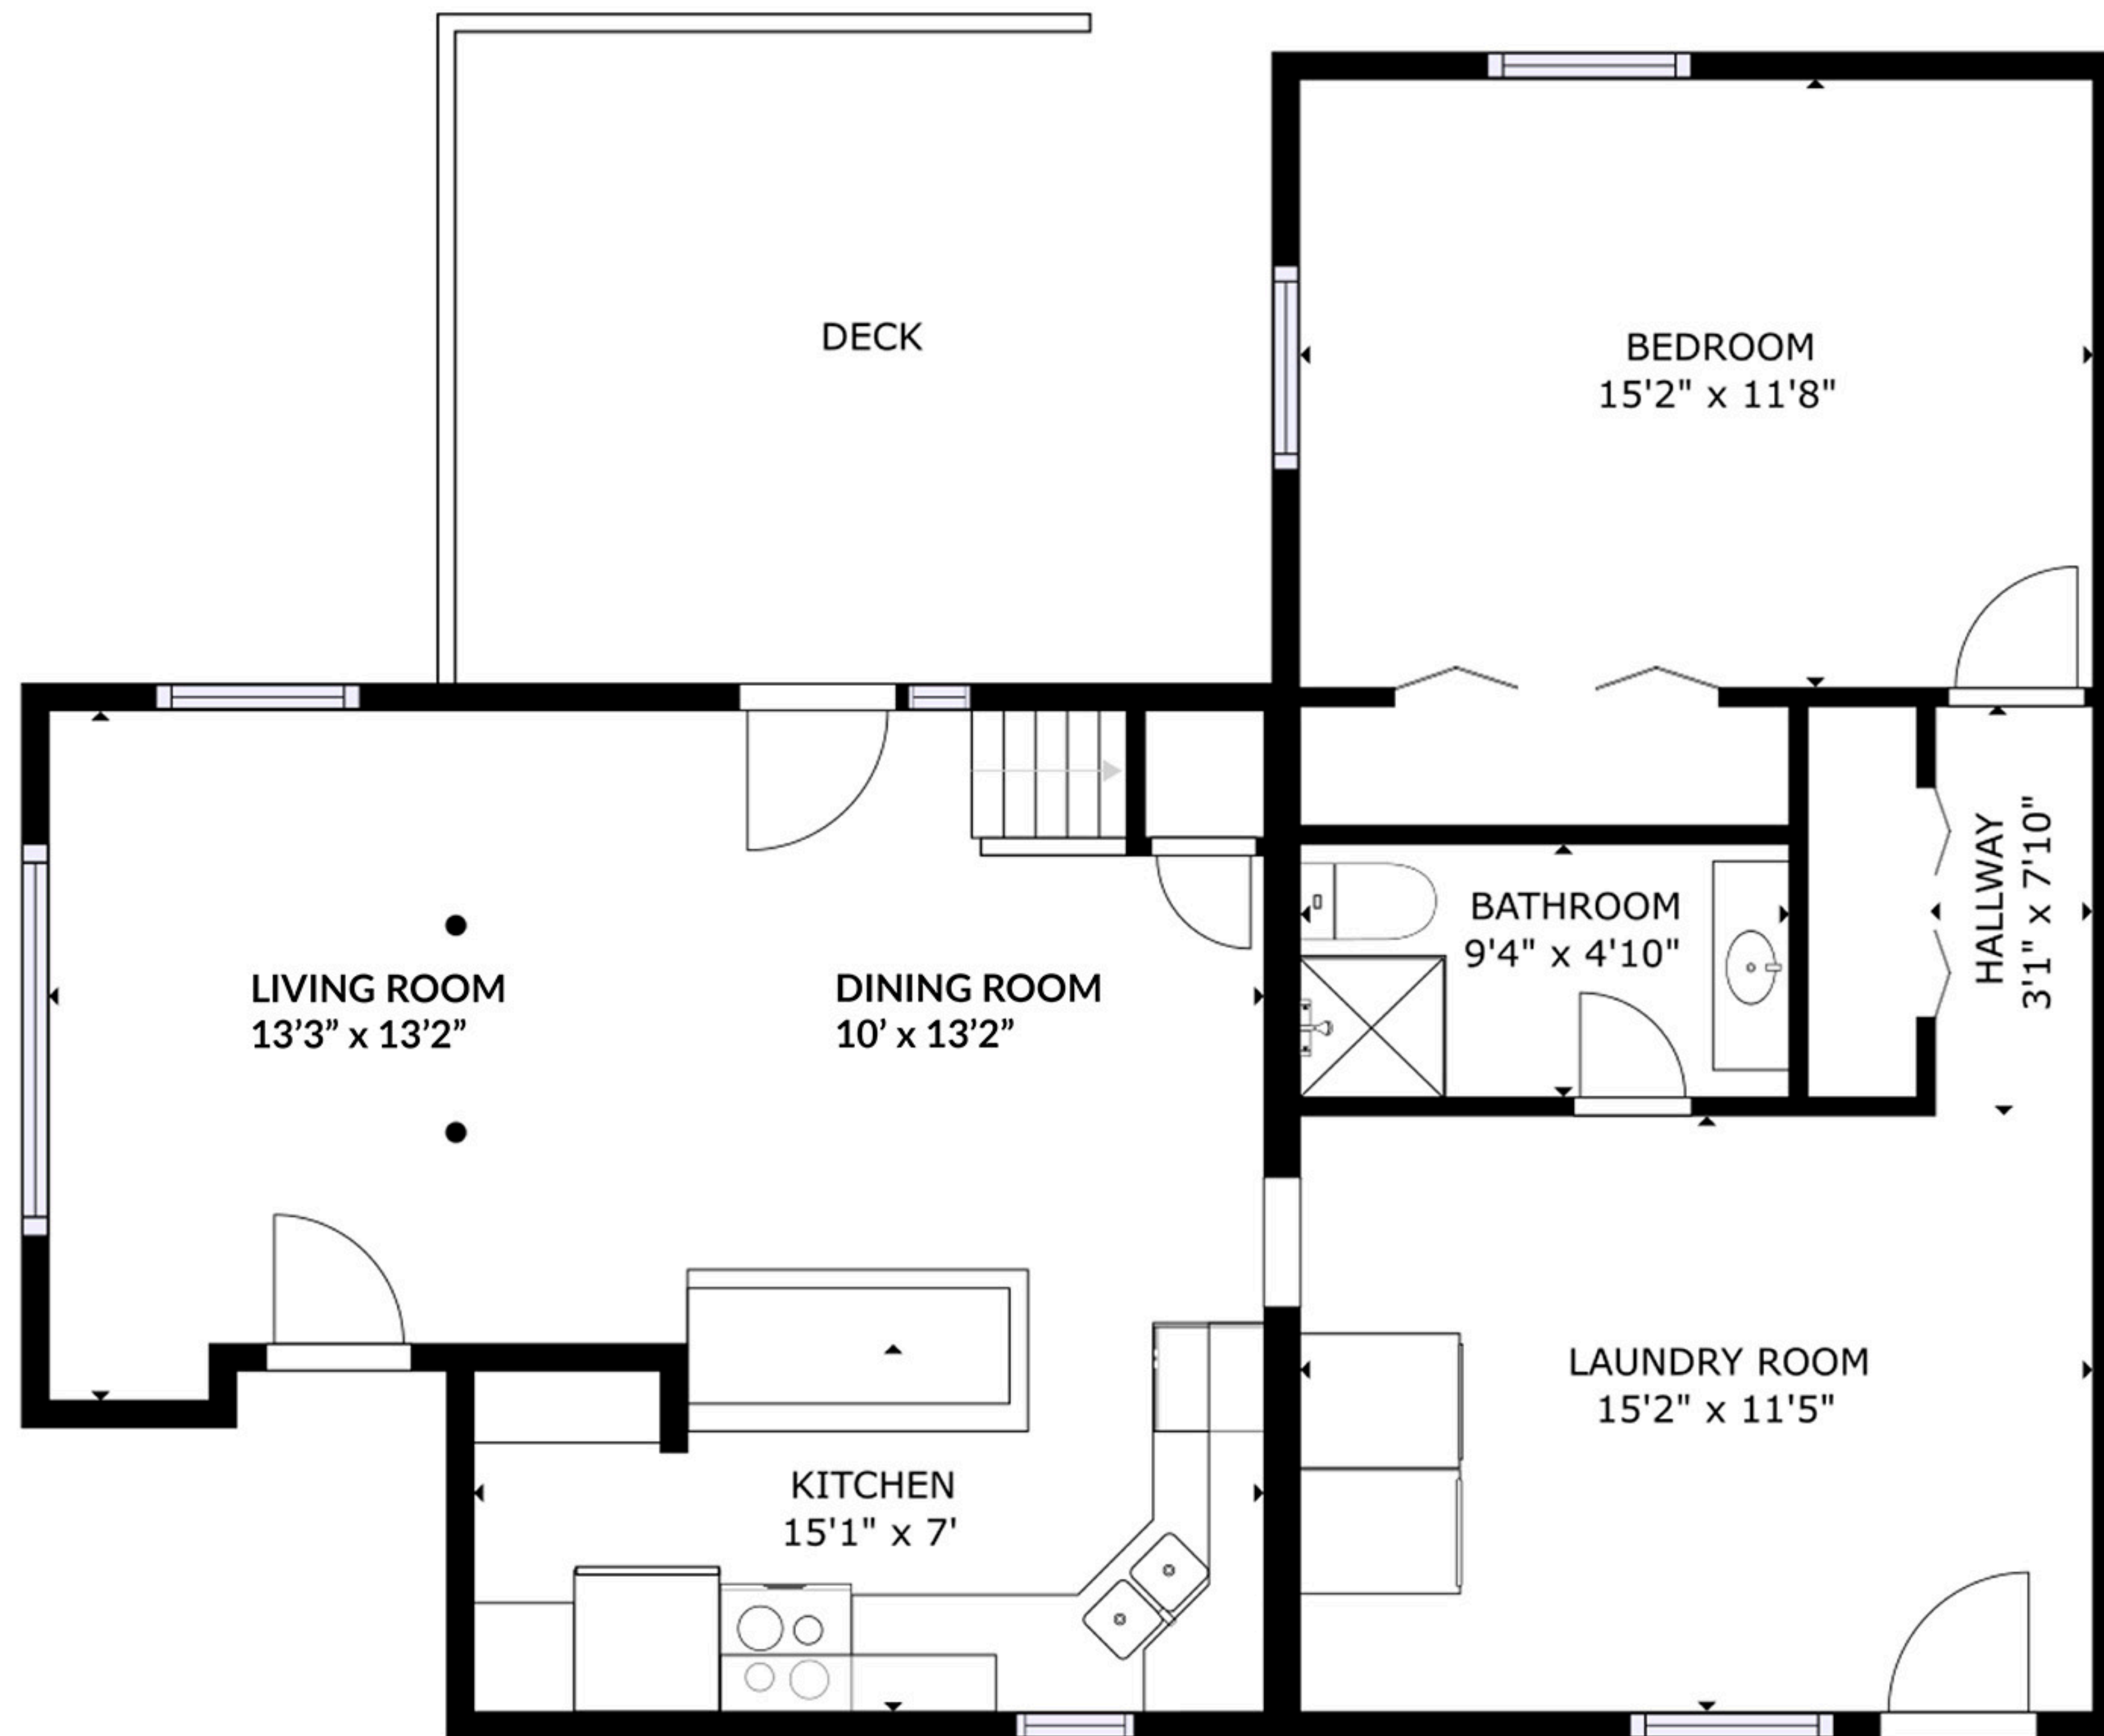 DECK
BEDROOM
15'2" x 11'8"
HALLWAY
3'1" x 7'10"
BATHROOM
9'4" x 4'10"
LIVING ROOM
13’3” x 13’2”
DINING ROOM
10’ x 13’2”
LAUNDRY ROOM
15'2" x 11'5"
KITCHEN
15'1" x 7'